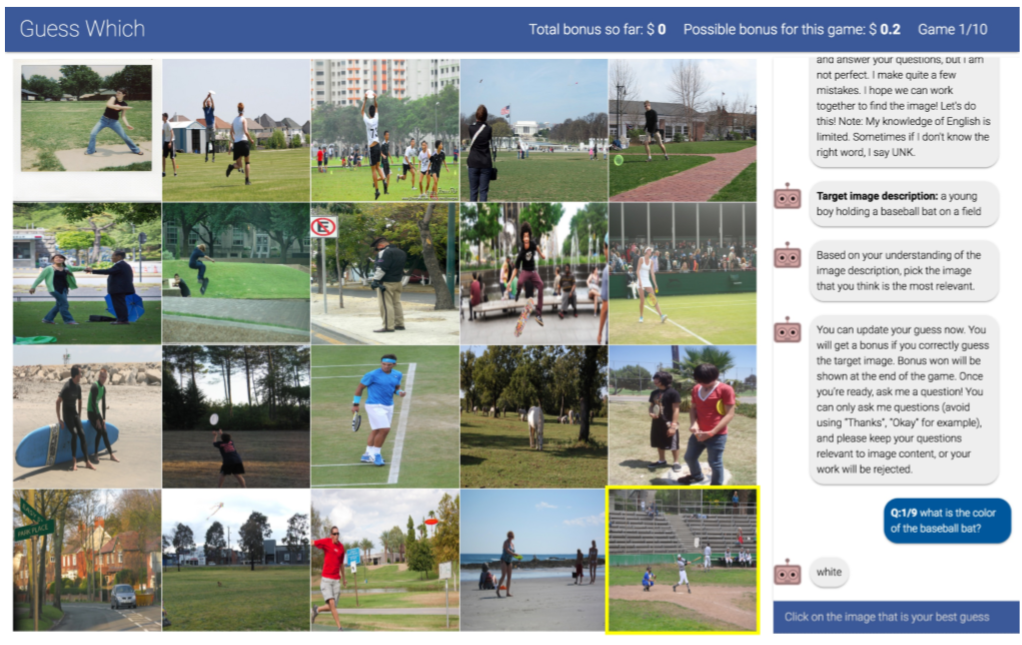 Guess Which
Total bonus so far: $ 0 Possible bonus for this game: $ 0.2 Game 1/10
and answer your questions, but I am
not perfect. I make quite a few
mistakes. I hope we can work
together to find the image! Let's do
this! Note: My knowledge of English is
limited. Sometimes if I don't know the
right word, I say UNK.
Target image description: a young
boy holding a baseball bat on a field
Based on your understanding of the
image description, pick the image
that you think is the most relevant.
You can update your guess now. You
will get a bonus if you correctly guess
the target image. Bonus won will be
shown at the end of the game. Once
you're ready, ask me a question! You
can only ask me questions (avoid
using "Thanks", "Okay" for example),
and please keep your questions
relevant to image content, or your
work will be rejected.
Q:1/9 what is the color
of the baseball bat?
white
Click on the image that is your best guess
E
PARK PLACE